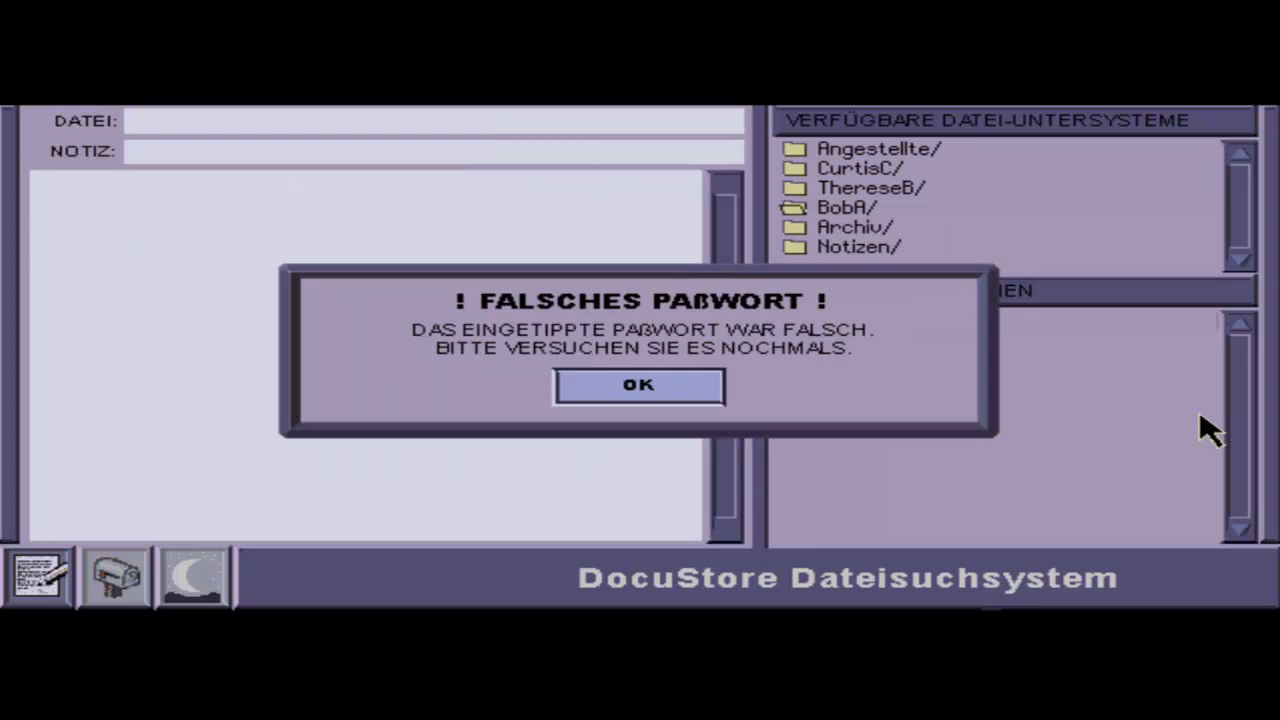 DATEI:
NOTIZ:
VERFÜGBARE DATEI-UNTERSYSTEME
Angestellte/
CurtisC/
ThereseB/
BobA/
Archiv/
Notizen/
IEN
! FALSCHES PAßWORT !
DAS EINGETIPPTE PAßWORT WAR FALSCH.
BITTE VERSUCHEN SIE ES NOCHMALS.
OK
DocuStore Dateisuchsystem